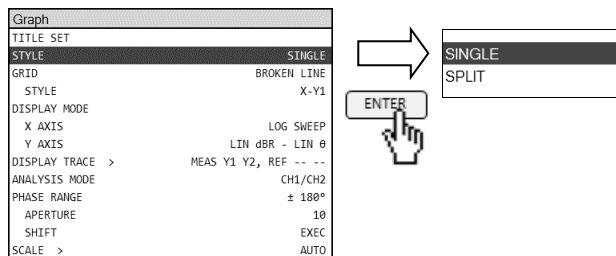 Graph
TITLE SET
STYLE SINGLE
GRID BROKEN LINE
STYLE X-Y1
DISPLAY MODE
X AXIS LOG SWEEP
Y AXIS LIN dBR - LIN θ
DISPLAY TRACE > MEAS Y1 Y2, REF -- --
ANALYSIS MODE CH1/CH2
PHASE RANGE ± 180°
APERTURE 10
SHIFT EXEC
SCALE > AUTO
ENTER
SINGLE
SPLIT